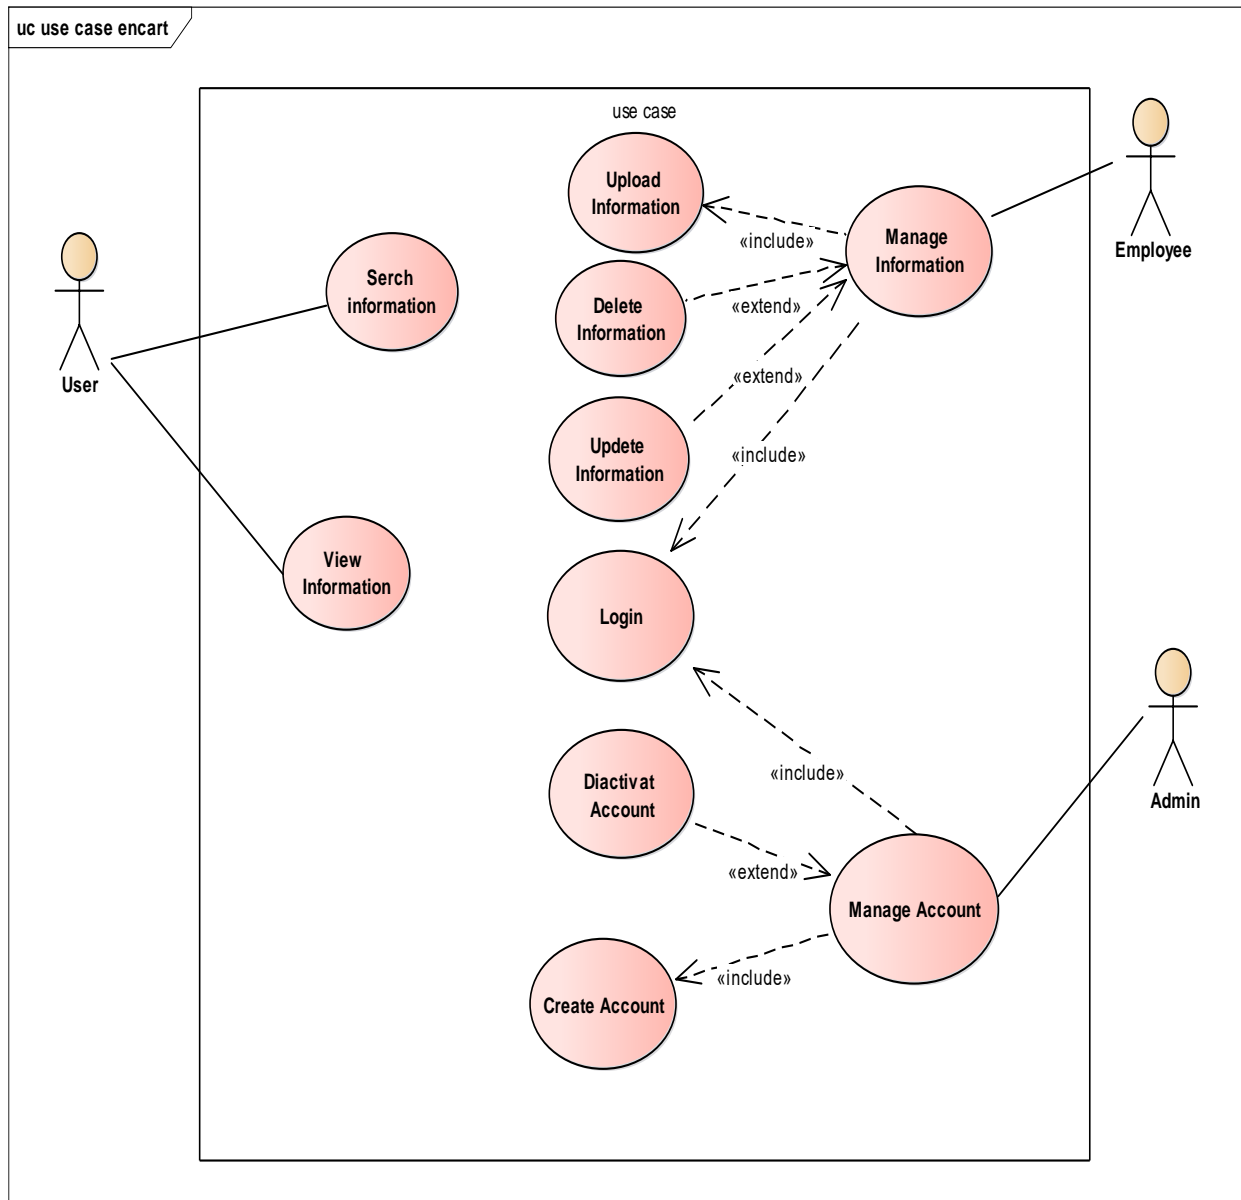 uc use case encart
use case
Upload
Information
«include»
Manage
Information
Employee
Serch
information
Delete
Information
«extend»
User
«extend»
Updete
Information
«include»
View
Information
Login
«include»
Diactivat
Account
Admin
«extend»
Manage Account
«include»
Create Account